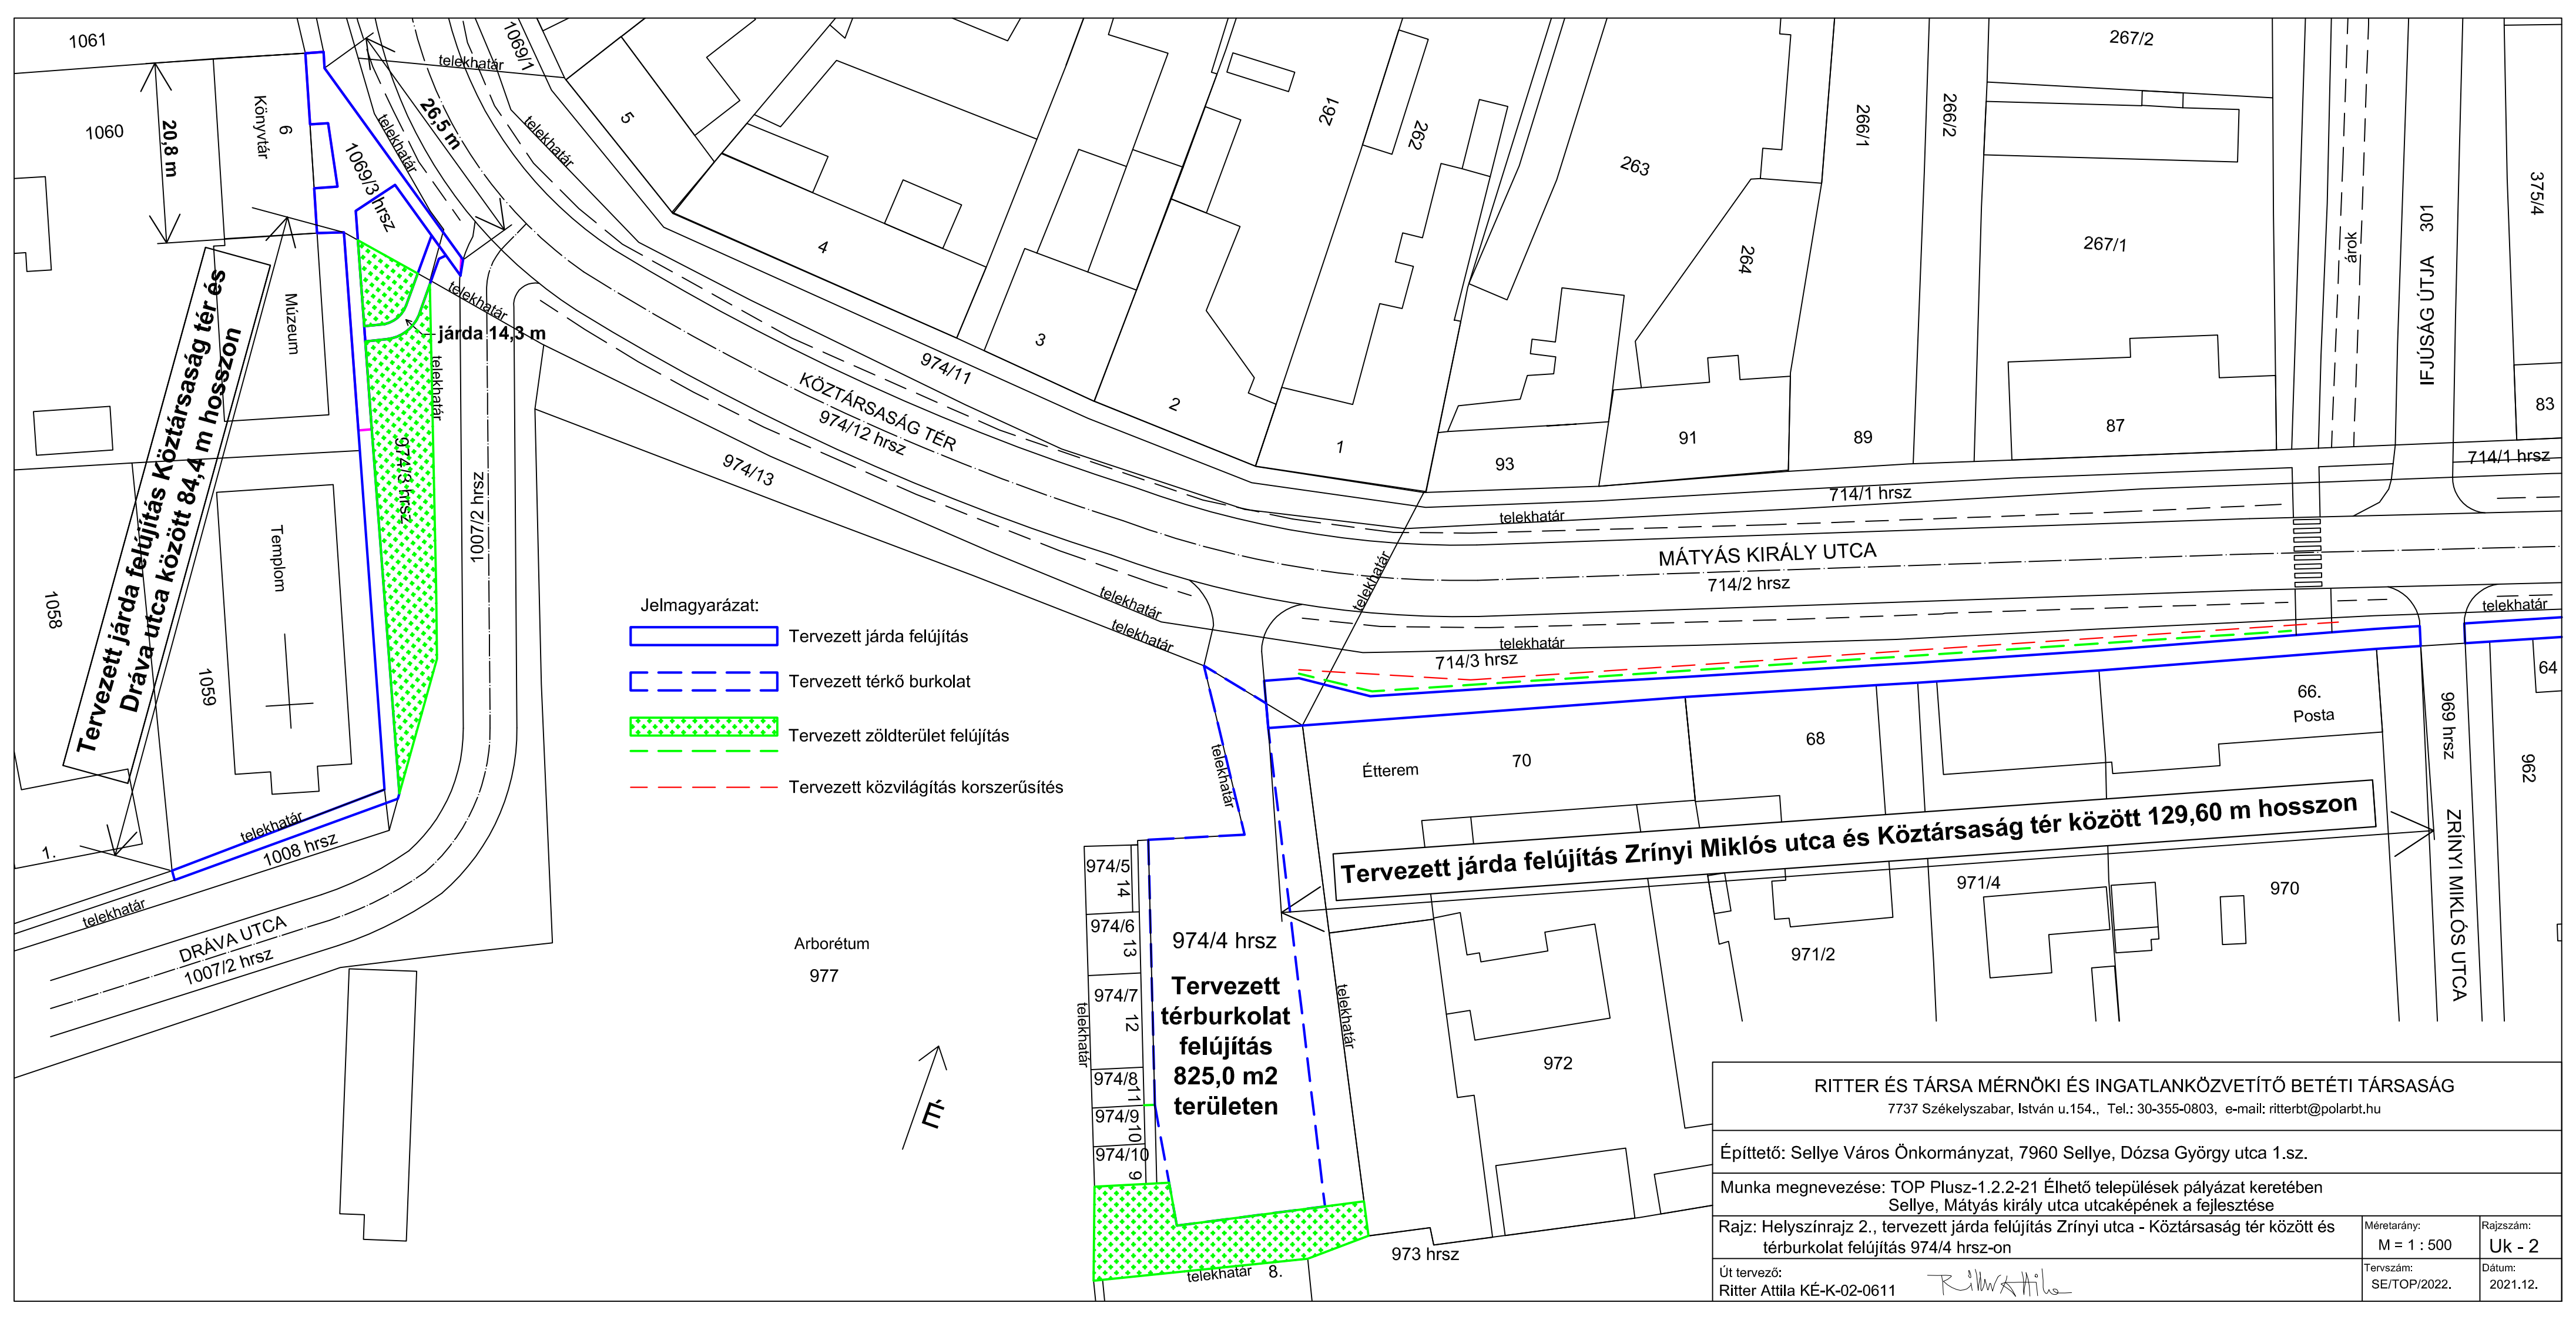 1061
1060
20,8 m
Könyvtár
6
1069/3 hrsz
telekhatár
26,5 m
telekhatár
1069/1
telekhatár
5
4
3
2
1
261
262
263
264
266/1
266/2
267/2
267/1
árok
IFJÚSÁG ÚTJA 301
375/4
83
93
91
89
87
714/1 hrsz
714/1 hrsz
telekhatár
Múzeum
telekhatár
járda 14,3 m
telekhatár
974/3 hrsz
1007/2 hrsz
Tervezett járda felújítás Köztársaság tér és
Dráva utca között 84,4 m hosszon
Templom
1058
1059
1.
telekhatár
1008 hrsz
telekhatár
DRÁVA UTCA
1007/2 hrsz
974/11
KÖZTÁRSASÁG TÉR
974/12 hrsz
974/13
MÁTYÁS KIRÁLY UTCA
714/2 hrsz
telekhatár
telekhatár
telekhatár
telekhatár
714/3 hrsz
telekhatár
Jelmagyarázat:
Tervezett járda felújítás
Tervezett térkő burkolat
Tervezett zöldterület felújítás
Tervezett közvilágítás korszerűsítés
Arborétum
977
É
telekhatár
Étterem
70
68
66.
Posta
64
969 hrsz
962
ZRÍNYI MIKLÓS UTCA
Tervezett járda felújítás Zrínyi Miklós utca és Köztársaság tér között 129,60 m hosszon
971/4
970
971/2
972
telekhatár
974/5
14
974/6
13
974/7
12
974/8
11
974/9
10
974/10
9
telekhatár
974/4 hrsz
Tervezett
térburkolat
felújítás
825,0 m2
területen
telekhatár 8.
973 hrsz
RITTER ÉS TÁRSA MÉRNÖKI ÉS INGATLANKÖZVETÍTŐ BETÉTI TÁRSASÁG
7737 Székelyszabar, István u.154., Tel.: 30-355-0803, e-mail: ritterbt@polarbt.hu
Építtető: Sellye Város Önkormányzat, 7960 Sellye, Dózsa György utca 1.sz.
Munka megnevezése: TOP Plusz-1.2.2-21 Élhető települések pályázat keretében
Sellye, Mátyás király utca utcaképének a fejlesztése
Rajz: Helyszínrajz 2., tervezett járda felújítás Zrínyi utca - Köztársaság tér között és
térburkolat felújítás 974/4 hrsz-on
Méretarány:
M = 1 : 500
Rajzszám:
Uk - 2
Út tervező:
Ritter Attila KÉ-K-02-0611
Ritter Attila
Tervszám:
SE/TOP/2022.
Dátum:
2021.12.